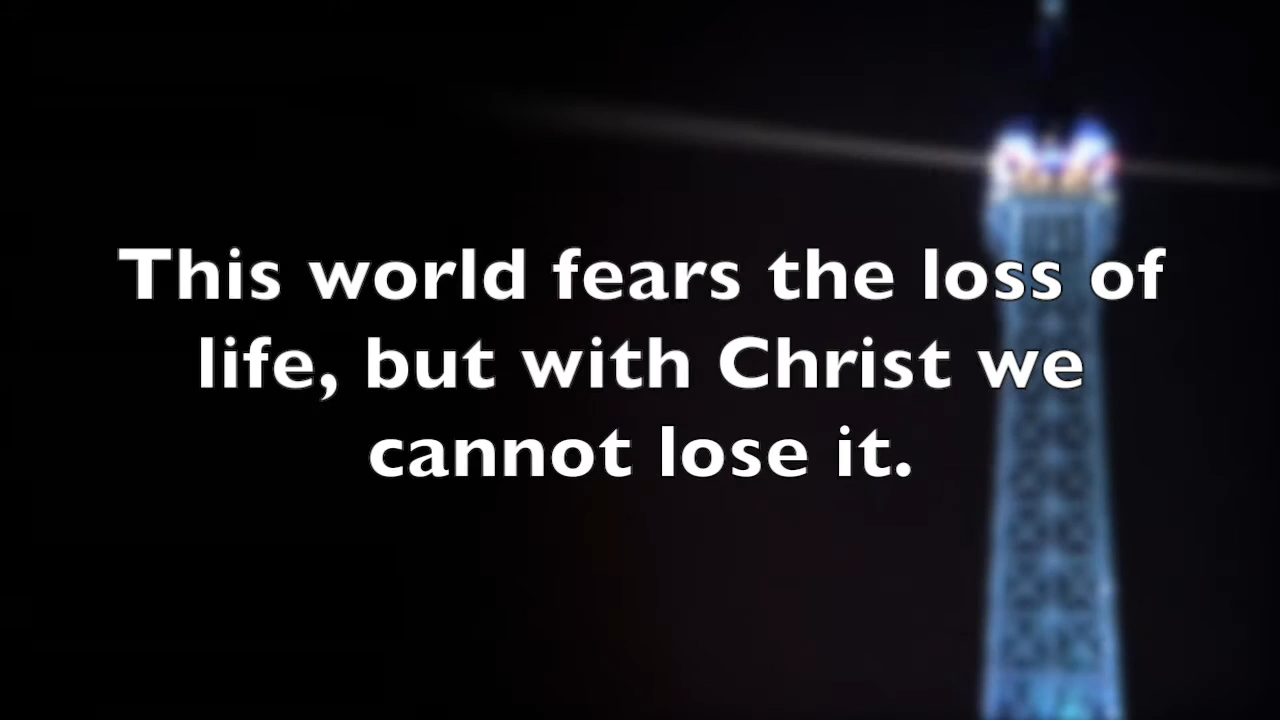 This world fears the loss of
life, but with Christ we
cannot lose it.